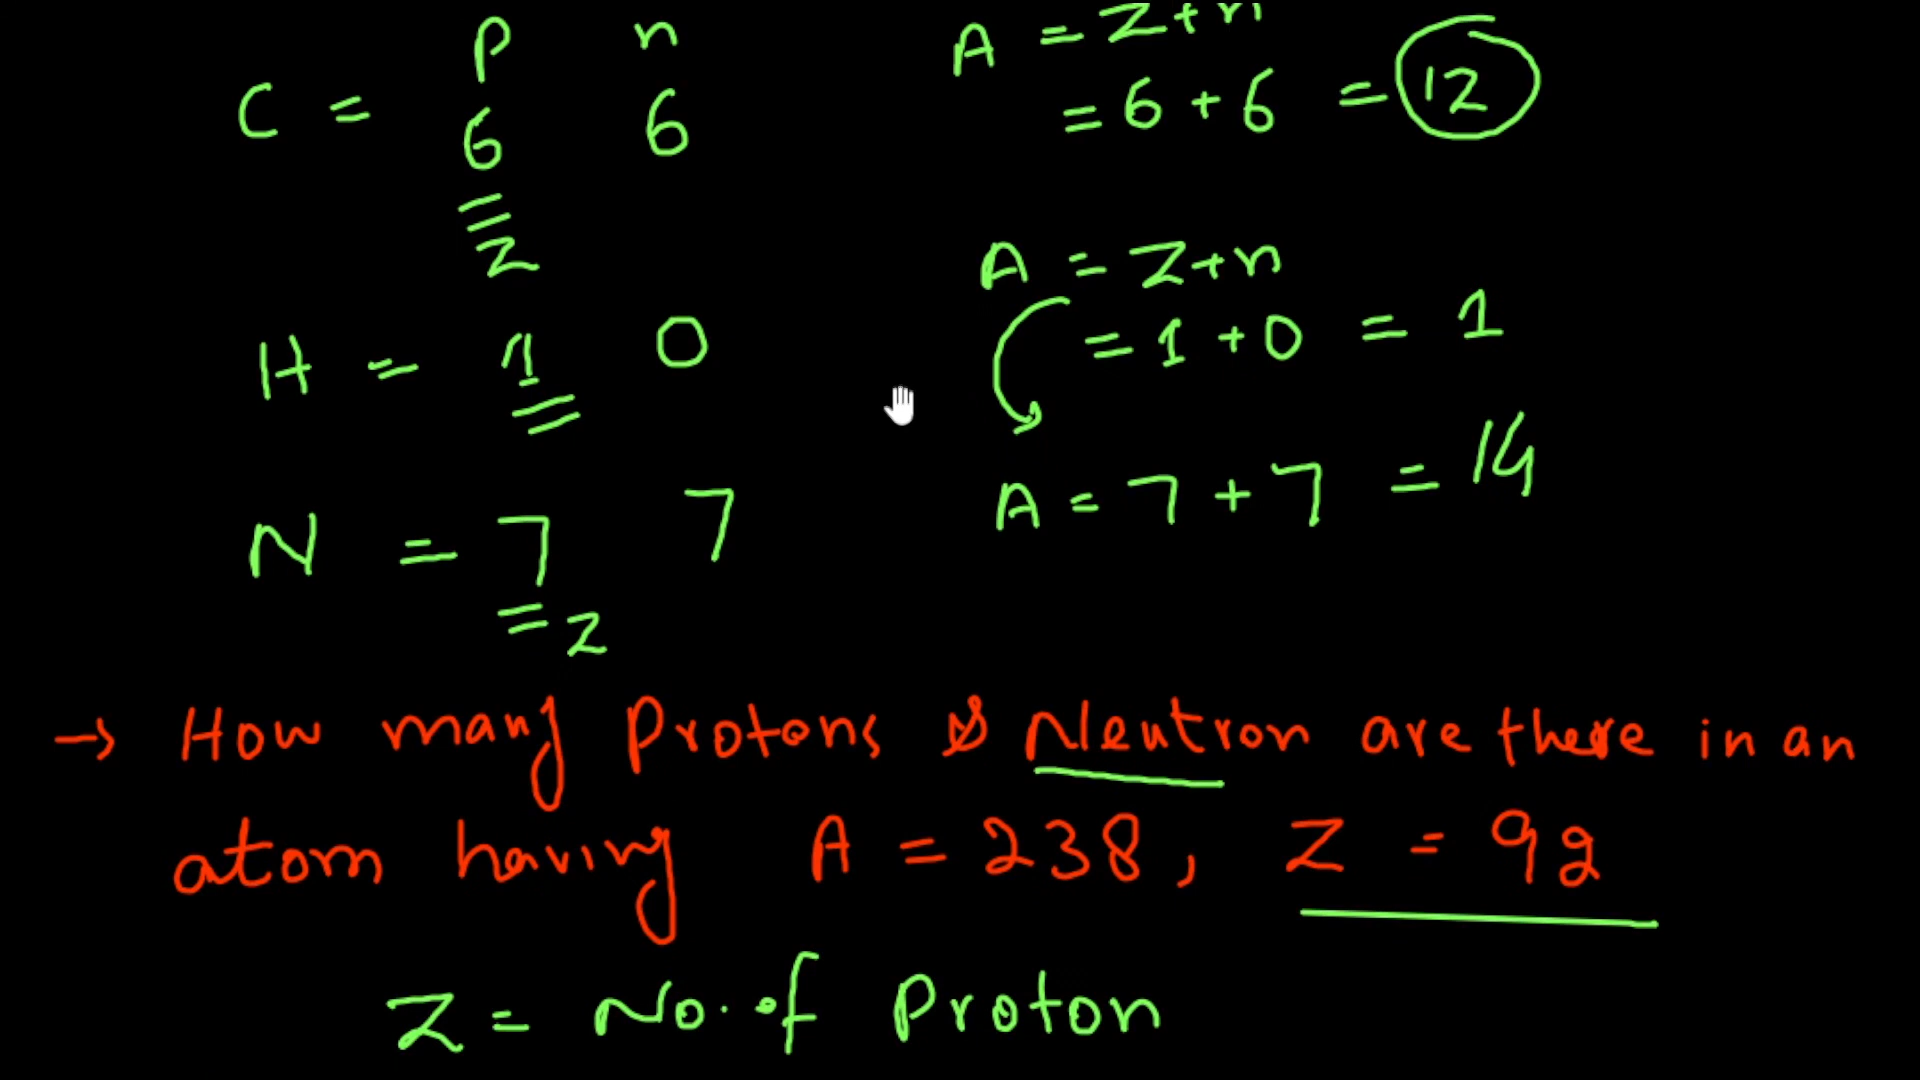 P n
C = 6 6
Z
A = Z+n
= 6 + 6 = 12
H = 1 0
A = Z+n
= 1 + 0 = 1
N = 7 7
Z
A = 7 + 7 = 14
→ How many Protons & Neutron are there in an
atom having A = 238, Z = 92
Z = No. of Proton